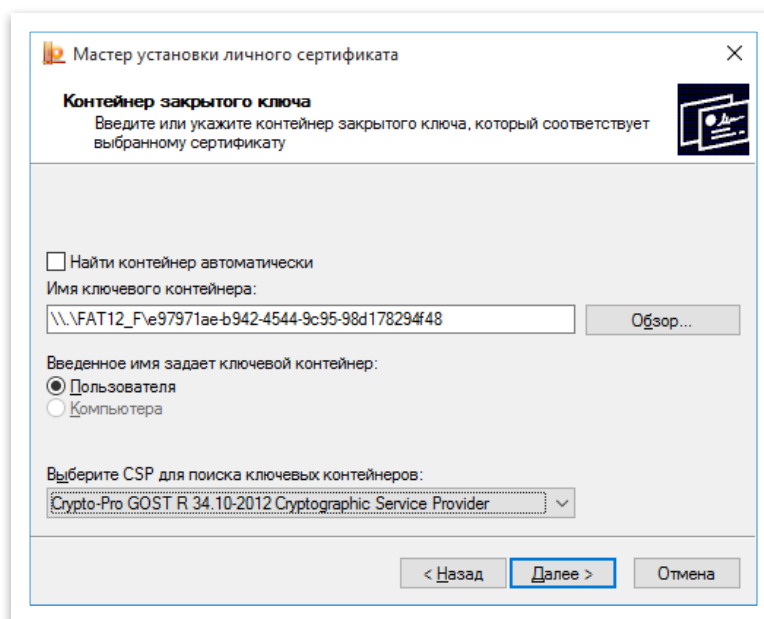 Мастер установки личного сертификата
Контейнер закрытого ключа
Введите или укажите контейнер закрытого ключа, который соответствует
выбранному сертификату
Найти контейнер автоматически
Имя ключевого контейнера:
\\.\FAT12_F\e97971ae-b942-4544-9c95-98d178294f48
Обзор...
Введенное имя задает ключевой контейнер:
Пользователя
Компьютера
Выберите CSP для поиска ключевых контейнеров:
Crypto-Pro GOST R 34.10-2012 Cryptographic Service Provider
< Назад Далее > Отмена